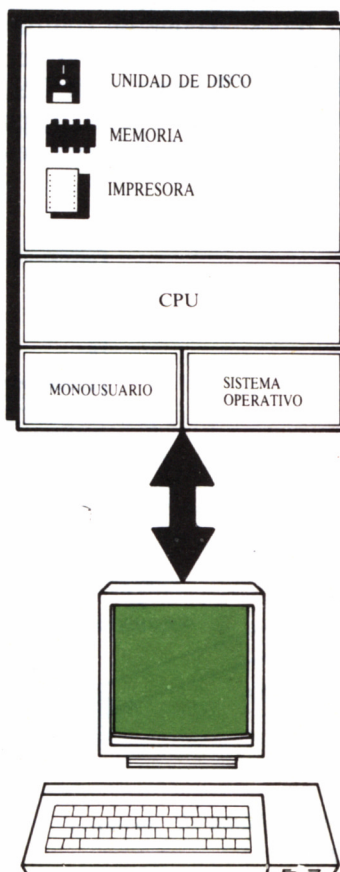 UNIDAD DE DISCO
MEMORIA
IMPRESORA
CPU
MONOUSUARIO
SISTEMA
OPERATIVO